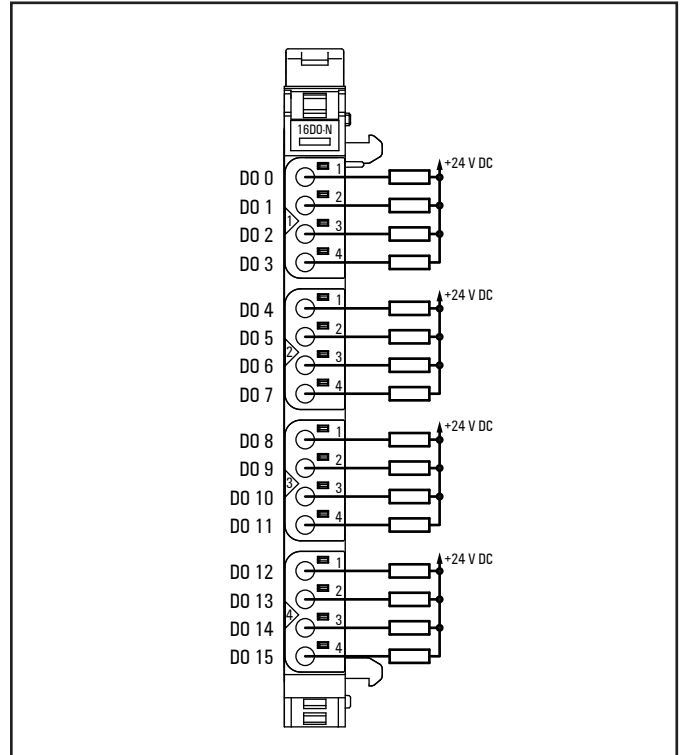 16DO-N
+24 V DC
DO 0 1
DO 1 2
1
DO 2 3
DO 3 4
+24 V DC
DO 4 1
DO 5 2
2
DO 6 3
DO 7 4
+24 V DC
DO 8 1
DO 9 2
3
DO 10 3
DO 11 4
+24 V DC
DO 12 1
DO 13 2
4
DO 14 3
DO 15 4